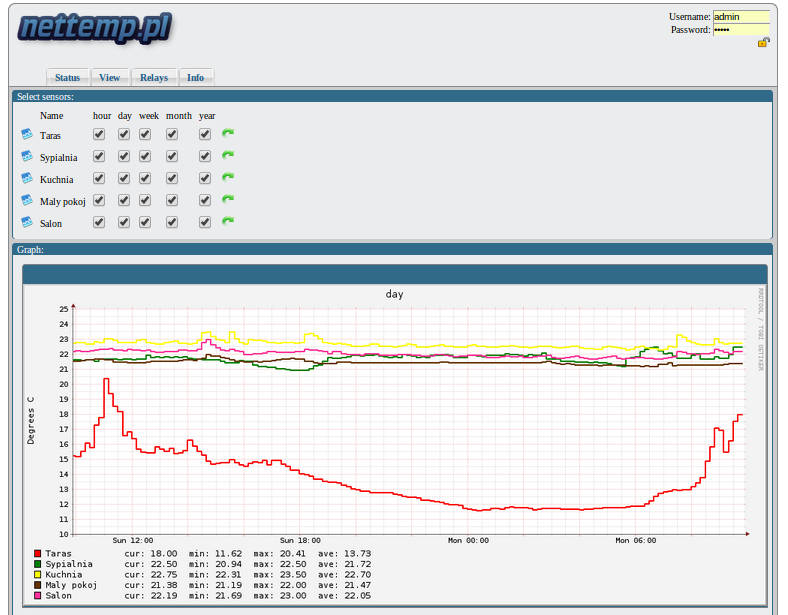 nettemp.pl
Username: admin
Password: •••••
Status View Relays Info
Select sensors:
Name hour day week month year
Taras
Sypialnia
Kuchnia
Maly pokoj
Salon
Graph:
day
RRDTOOL / TOBI OETIKER
Degrees C
25
24
23
22
21
20
19
18
17
16
15
14
13
12
11
10
Sun 12:00 Sun 18:00 Mon 00:00 Mon 06:00
Taras cur: 18.00 min: 11.62 max: 20.41 ave: 13.73
Sypialnia cur: 22.50 min: 20.94 max: 22.50 ave: 21.72
Kuchnia cur: 22.75 min: 22.31 max: 23.50 ave: 22.70
Maly pokoj cur: 21.38 min: 21.19 max: 22.00 ave: 21.47
Salon cur: 22.19 min: 21.69 max: 23.00 ave: 22.05